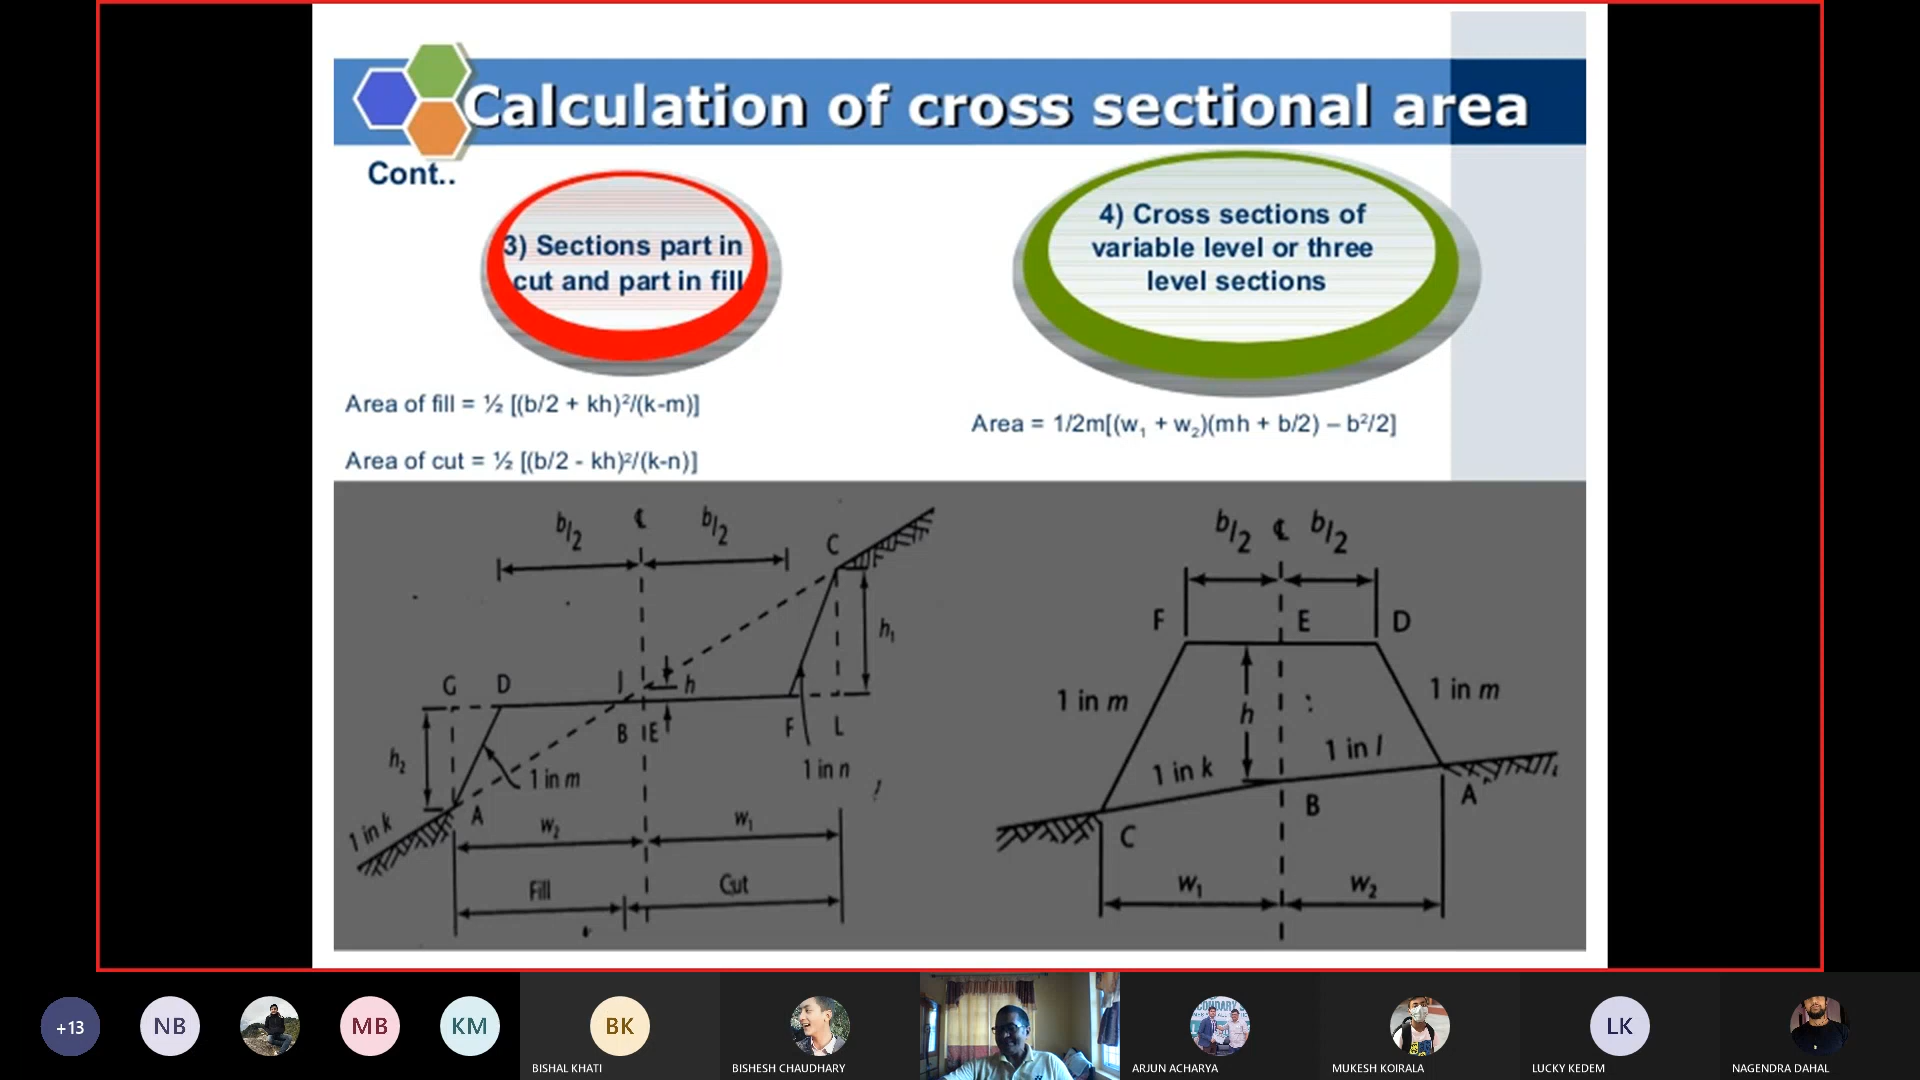 Calculation of cross sectional area
Cont..
3) Sections part in
cut and part in fill
4) Cross sections of
variable level or three
level sections
Area of fill = ½ [(b/2 + kh)²/(k-m)]
Area of cut = ½ [(b/2 - kh)²/(k-n)]
Area = 1/2m[(w₁ + w₂)(mh + b/2) – b²/2]
b/2 ℄ b/2
C
h₁
G D J h
B E F L
h₂
1 in m
1 in n
1 in k
A
w₂ w₁
Fill Cut
b/2 ℄ b/2
F E D
1 in m
1 in m
h
1 in k
1 in l
B A
C
w₁ w₂
+13
NB
MB
KM
BK
LK
BISHAL KHATI
BISHESH CHAUDHARY
ARJUN ACHARYA
MUKESH KOIRALA
LUCKY KEDEM
NAGENDRA DAHAL